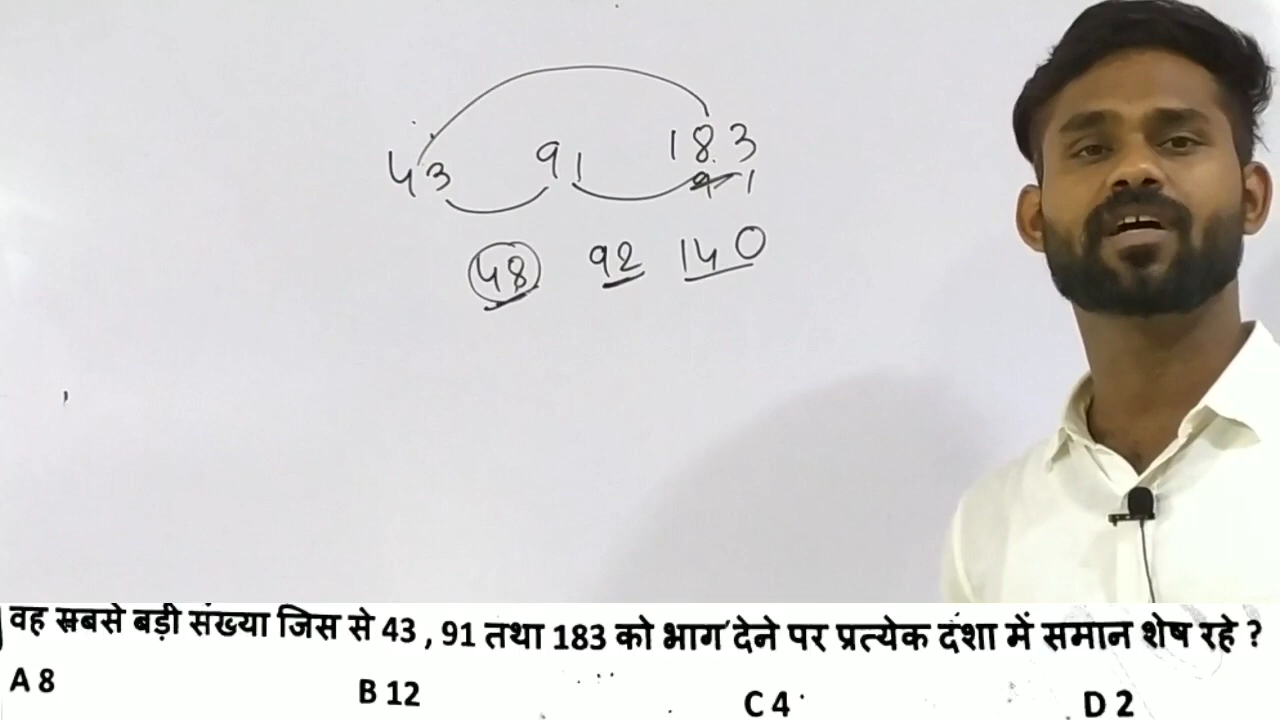 43 91 183
91
48 92 140
वह सबसे बड़ी संख्या जिस से 43 , 91 तथा 183 को भाग देने पर प्रत्येक दशा में समान शेष रहे ?
A 8 B 12 C 4 D 2